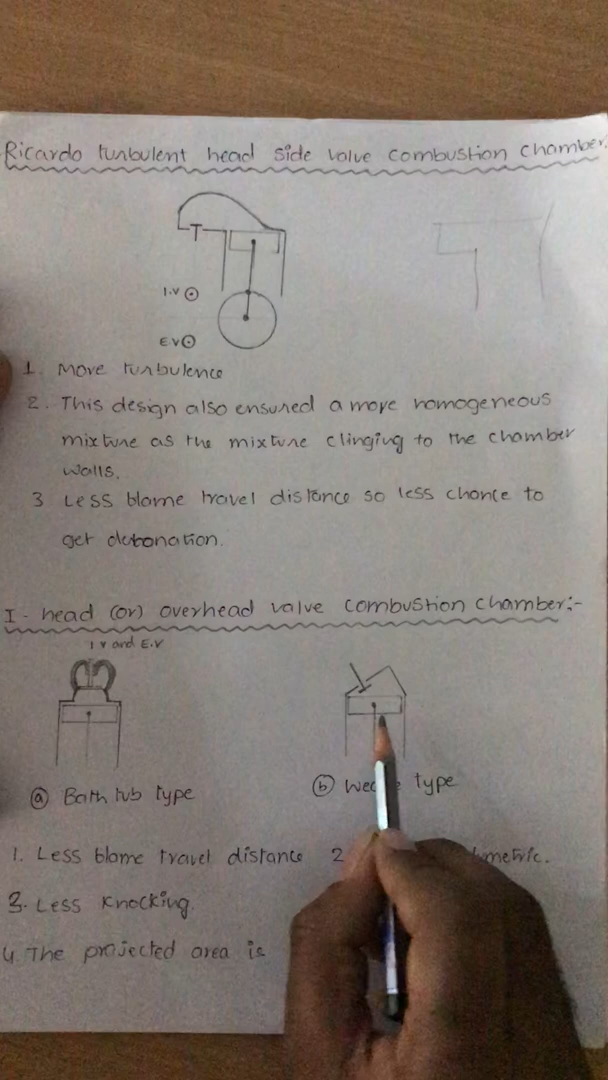 Ricardo turbulent head side valve combustion chamber.
T
I.V
E.V
1. More turbulence
2. This design also ensured a more homogeneous
mixture as the mixture clinging to the chamber
walls.
3 Less blame travel distance so less chance to
get detonation.
I - head (or) overhead valve combustion chamber:-
I v and E.V
(a) Bath tub type
(b) type
1. Less blame travel distance 2
3. Less Knocking.
4. The projected area is